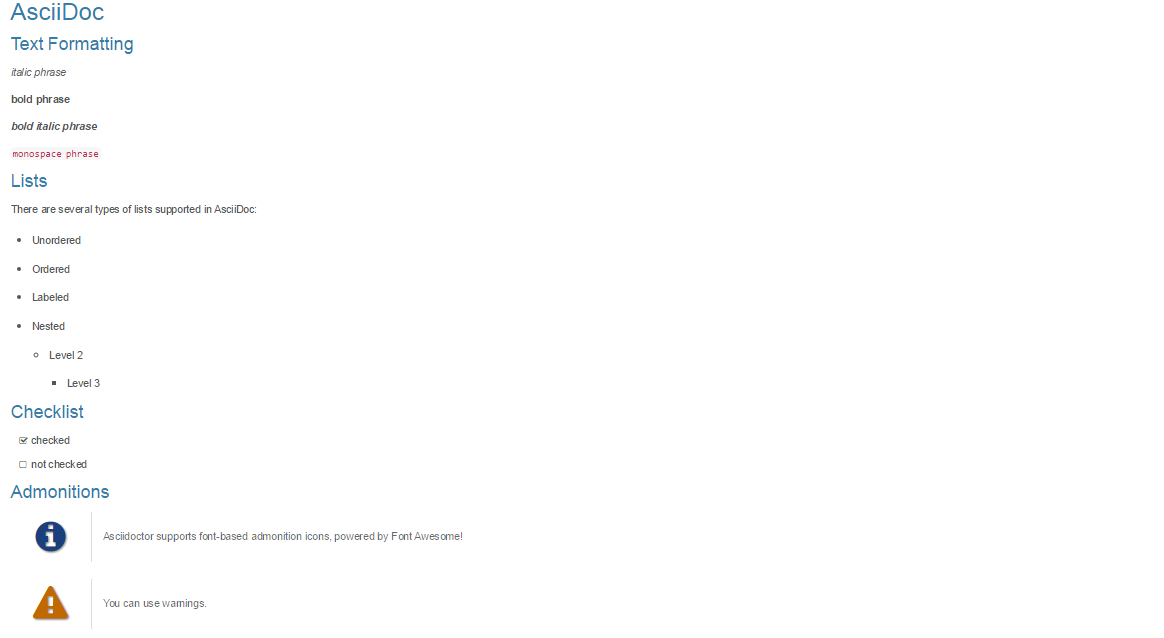 AsciiDoc
Text Formatting
italic phrase
bold phrase
bold italic phrase
monospace phrase
Lists
There are several types of lists supported in AsciiDoc:
Unordered
Ordered
Labeled
Nested
Level 2
Level 3
Checklist
checked
not checked
Admonitions
Asciidoctor supports font-based admonition icons, powered by Font Awesome!
You can use warnings.